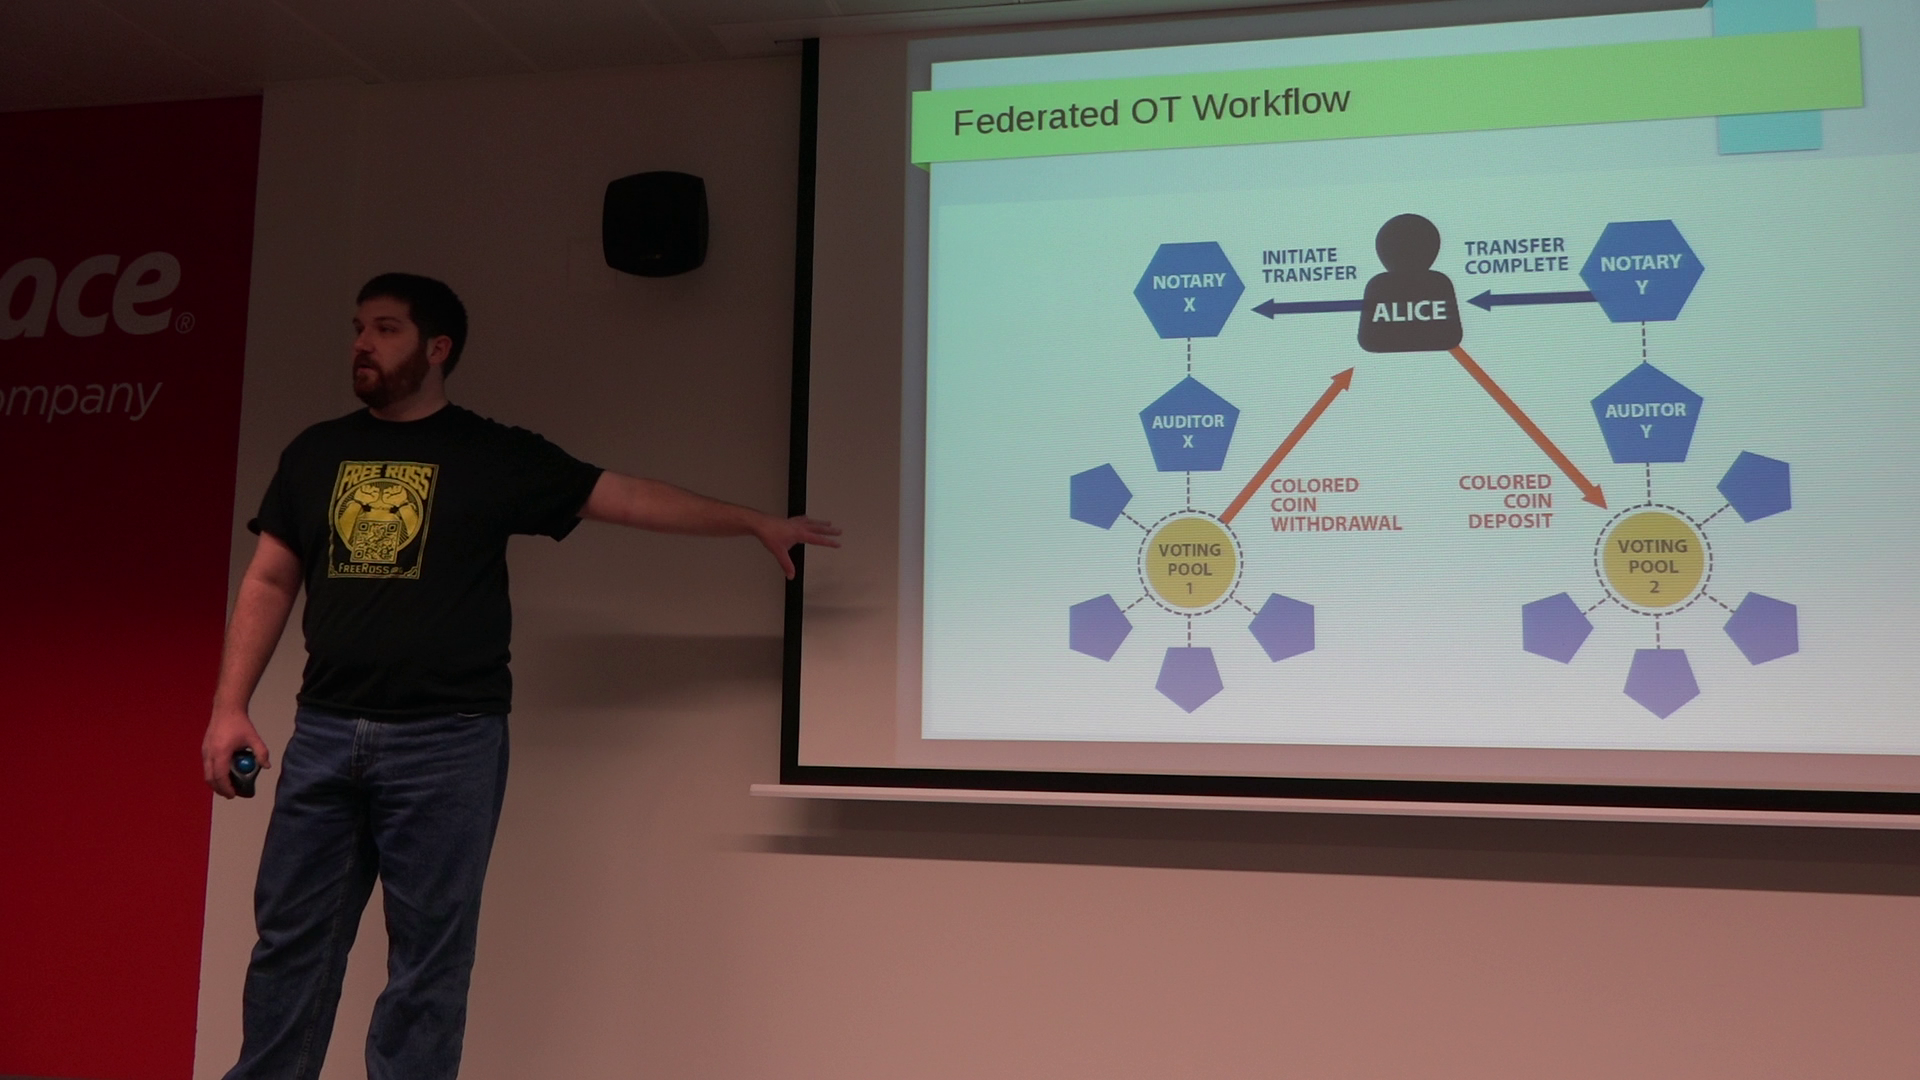 Federated OT Workflow
NOTARY
X
INITIATE
TRANSFER
ALICE
TRANSFER
COMPLETE
NOTARY
Y
AUDITOR
X
AUDITOR
Y
COLORED
COIN
WITHDRAWAL
COLORED
COIN
DEPOSIT
VOTING
POOL
1
VOTING
POOL
2
ace®
ompany
FREE ROSS
FREEROSS.ORG